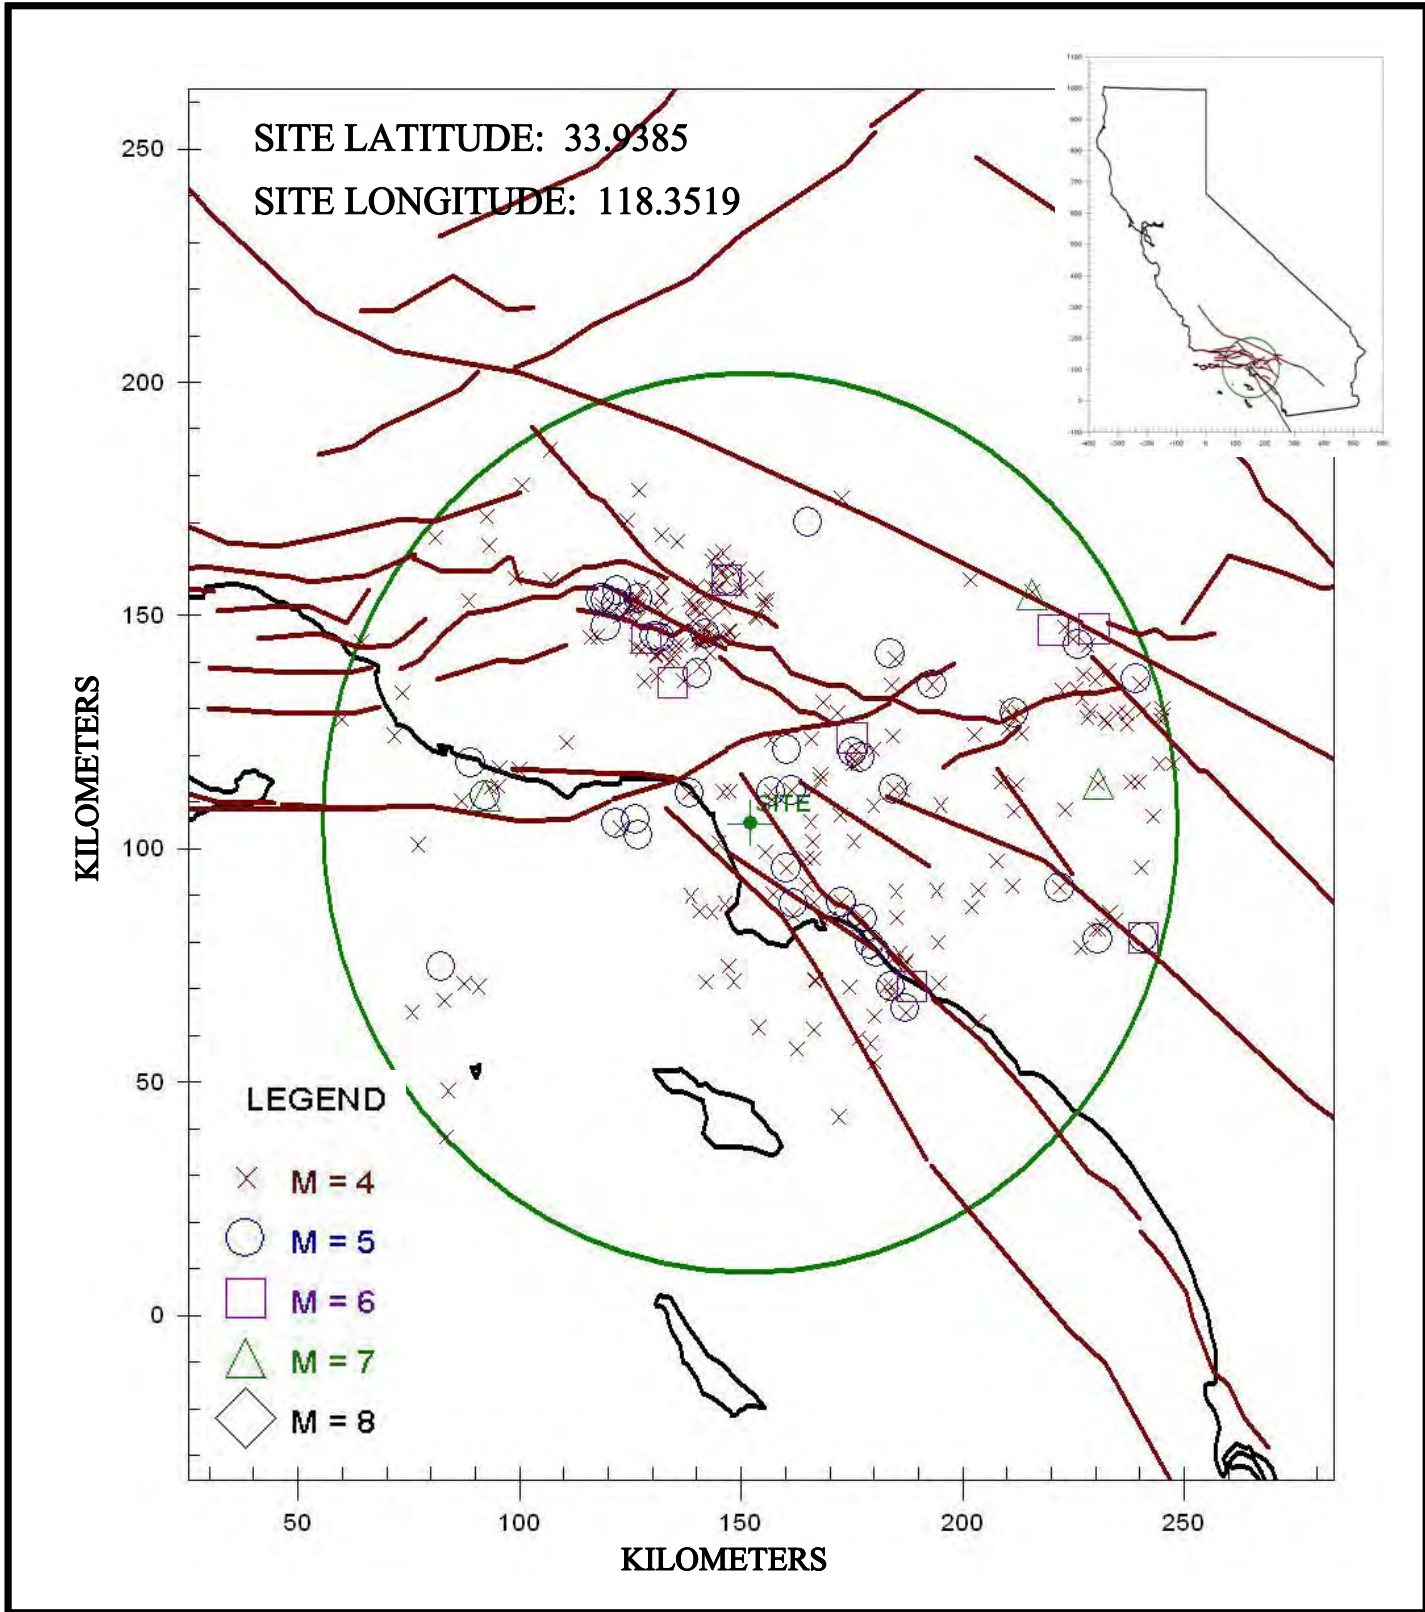 SITE LATITUDE: 33.9385
SITE LONGITUDE: 118.3519
250
200
150
100
50
0
KILOMETERS
SITE
LEGEND
M = 4
M = 5
M = 6
M = 7
M = 8
50 100 150 200 250
KILOMETERS